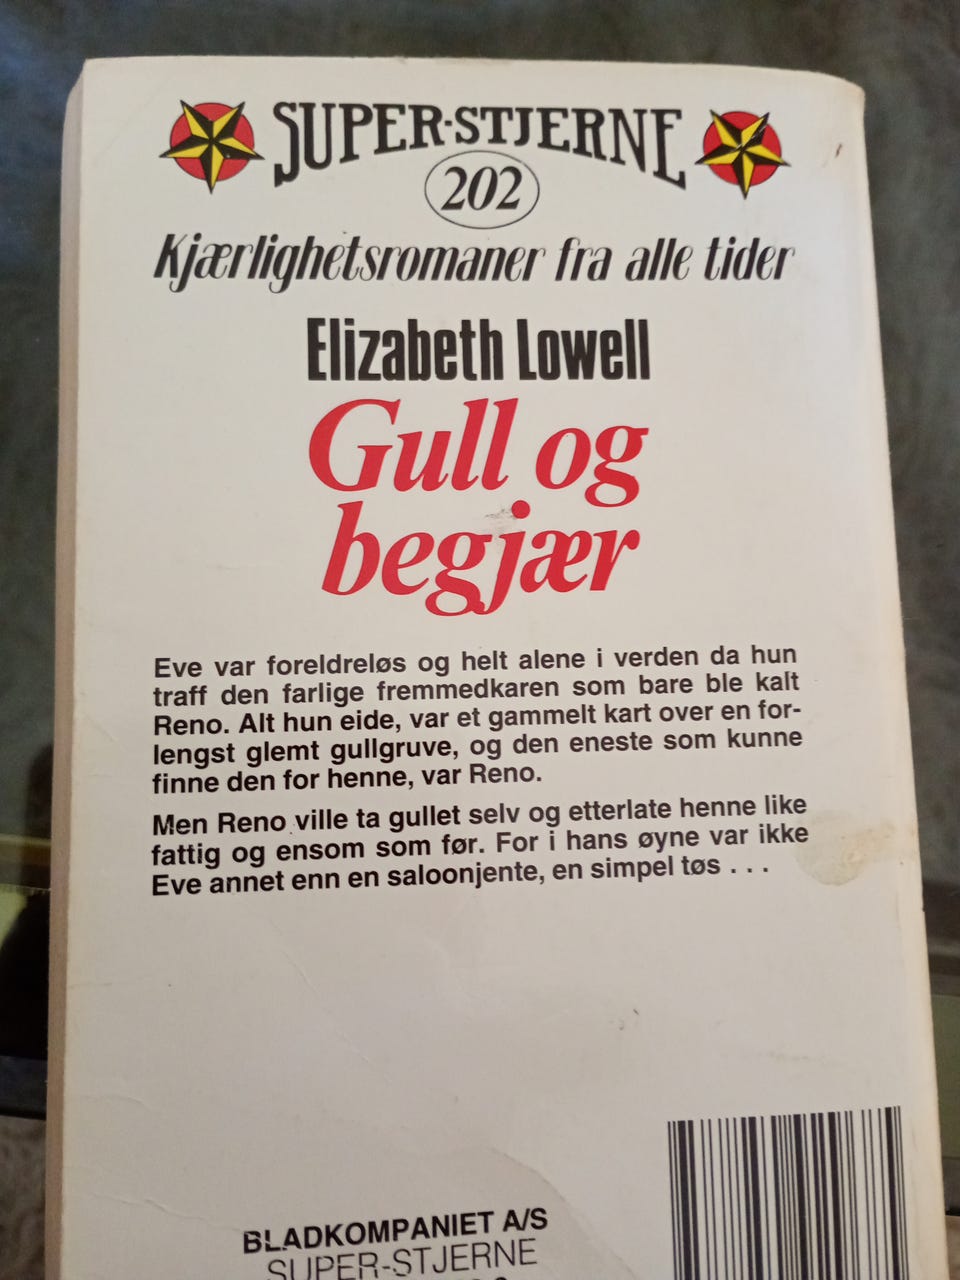 SUPER-STJERNE
202
Kjærlighetsromaner fra alle tider
Elizabeth Lowell
Gull og
begjær
Eve var foreldreløs og helt alene i verden da hun
traff den farlige fremmedkaren som bare ble kalt
Reno. Alt hun eide, var et gammelt kart over en for-
lengst glemt gullgruve, og den eneste som kunne
finne den for henne, var Reno.
Men Reno ville ta gullet selv og etterlate henne like
fattig og ensom som før. For i hans øyne var ikke
Eve annet enn en saloonjente, en simpel tøs . . .
BLADKOMPANIET A/S
SUPER-STJERNE